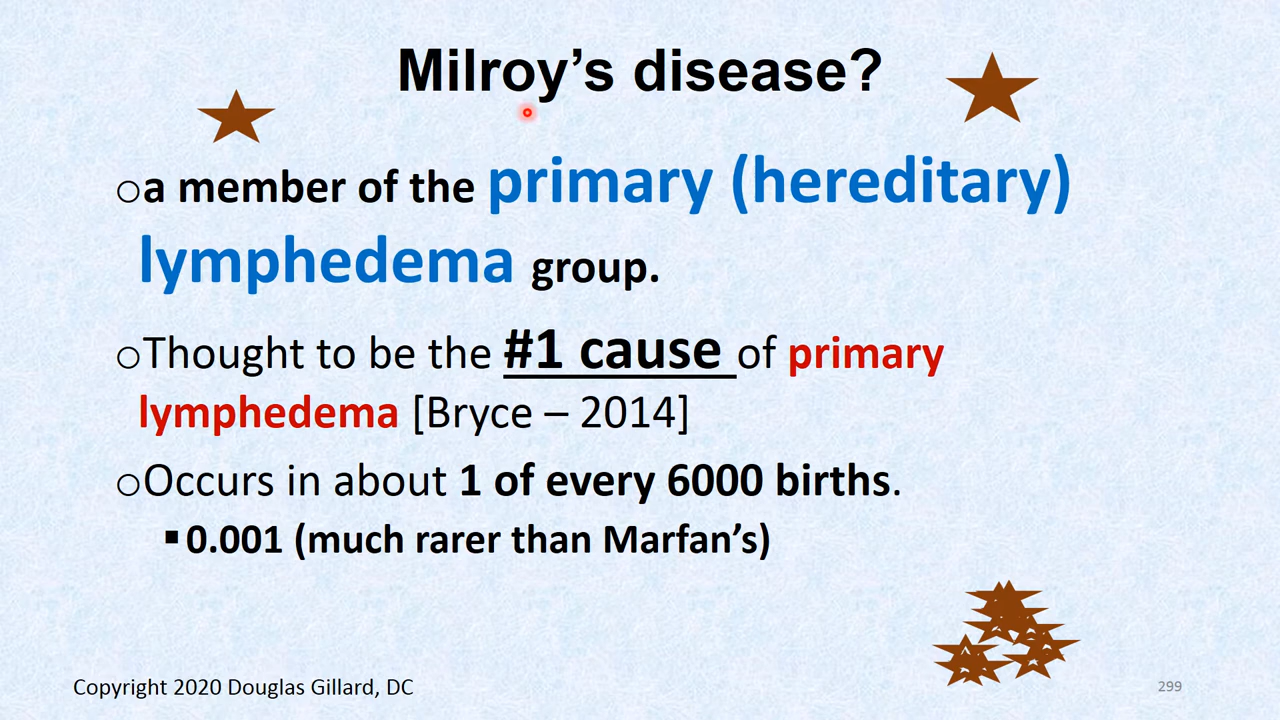 Milroy’s disease?
○a member of the primary (hereditary)
lymphedema group.
○Thought to be the #1 cause of primary
lymphedema [Bryce – 2014]
○Occurs in about 1 of every 6000 births.
▪0.001 (much rarer than Marfan’s)
Copyright 2020 Douglas Gillard, DC
299